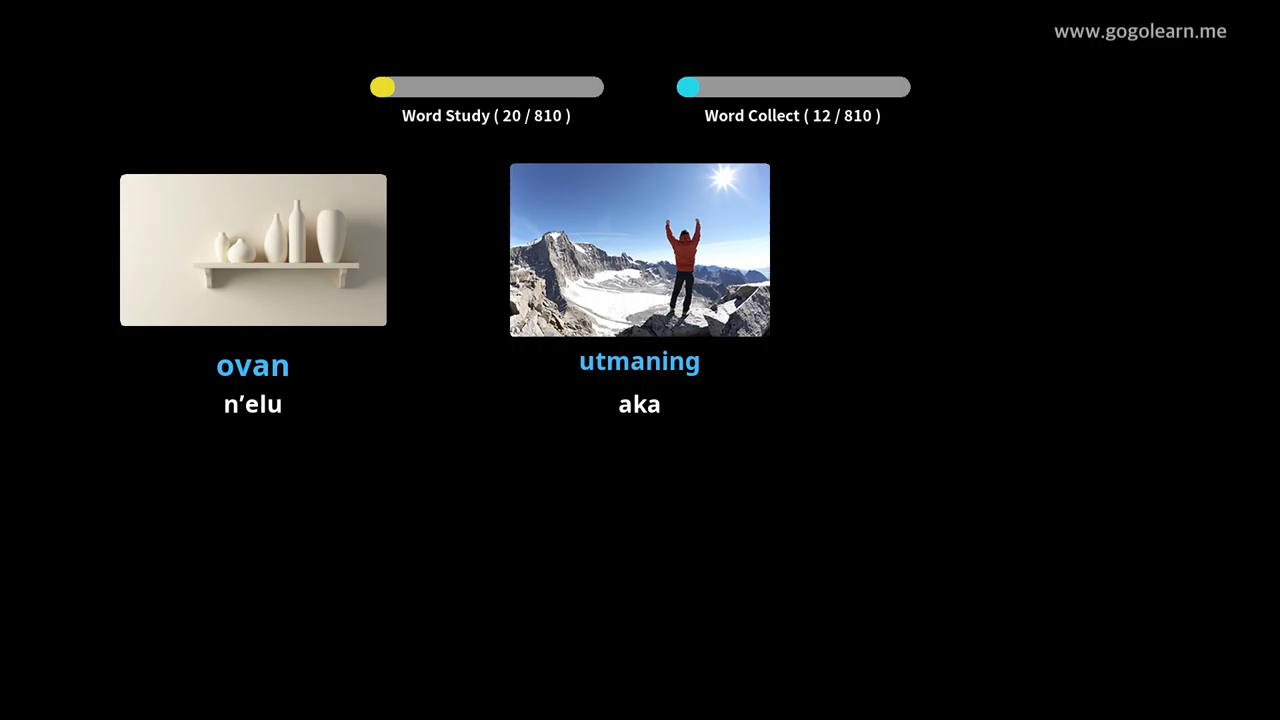 www.gogolearn.me
Word Study ( 20 / 810 )
Word Collect ( 12 / 810 )
ovan
n’elu
utmaning
aka